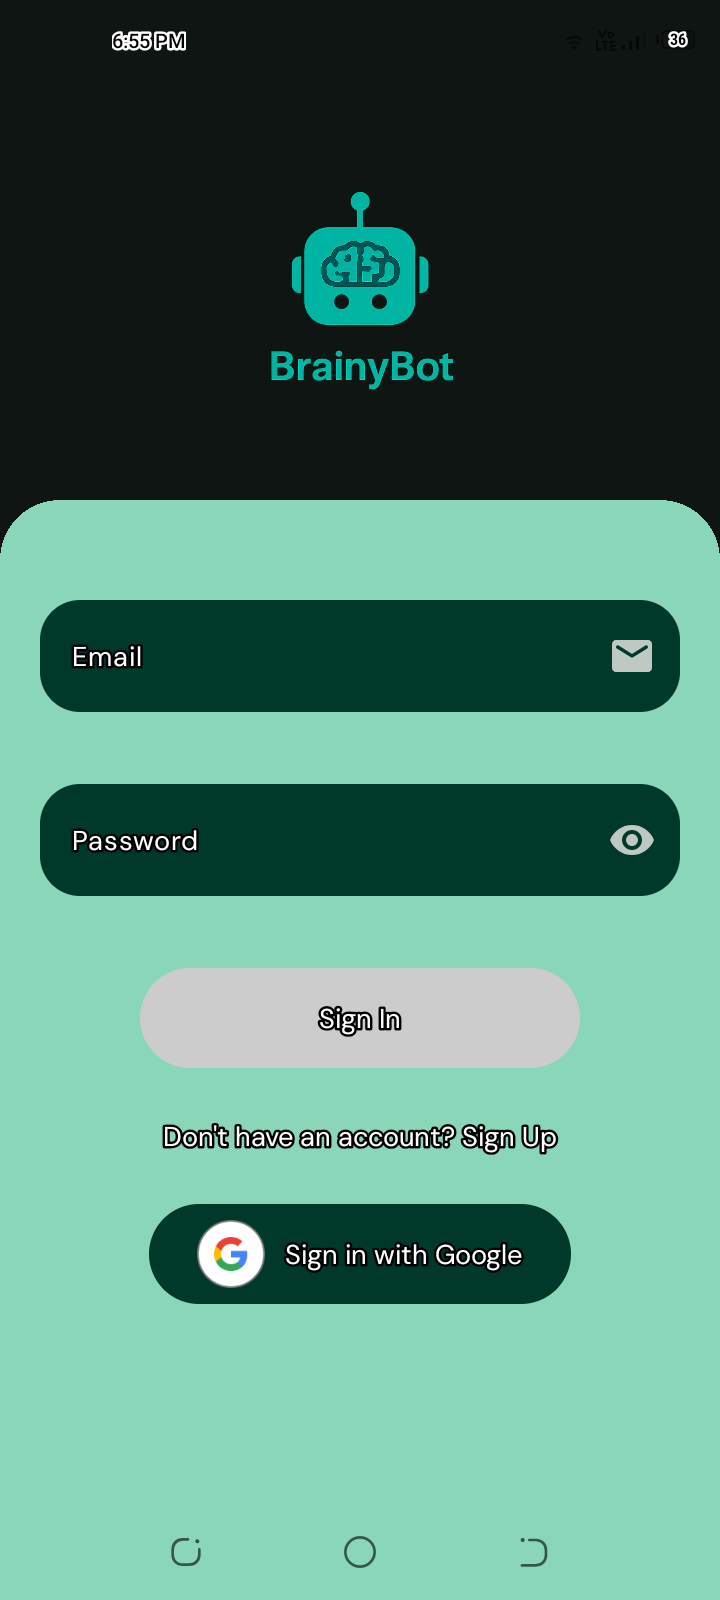 6:55 PM
Vo LTE 36
BrainyBot
Email
Password
Sign In
Don't have an account? Sign Up
Sign in with Google